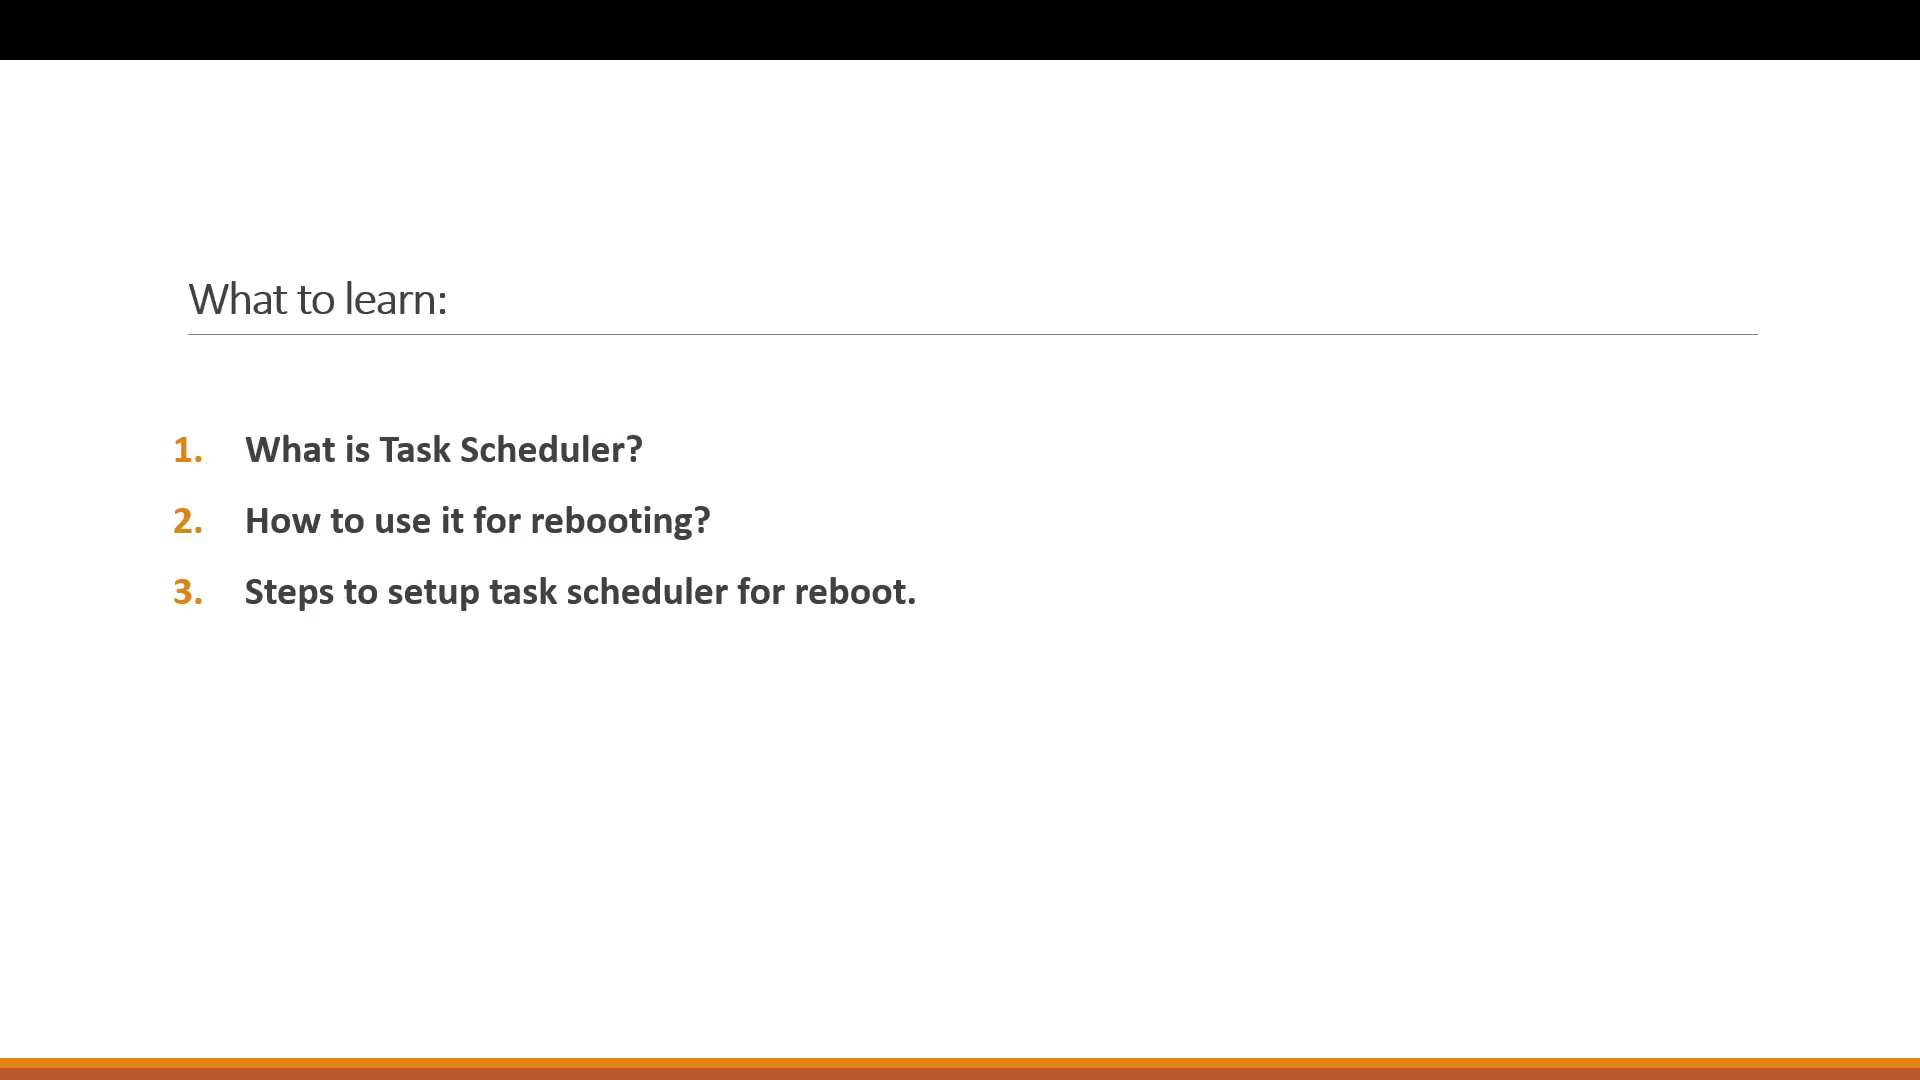 What to learn:
1. What is Task Scheduler?
2. How to use it for rebooting?
3. Steps to setup task scheduler for reboot.